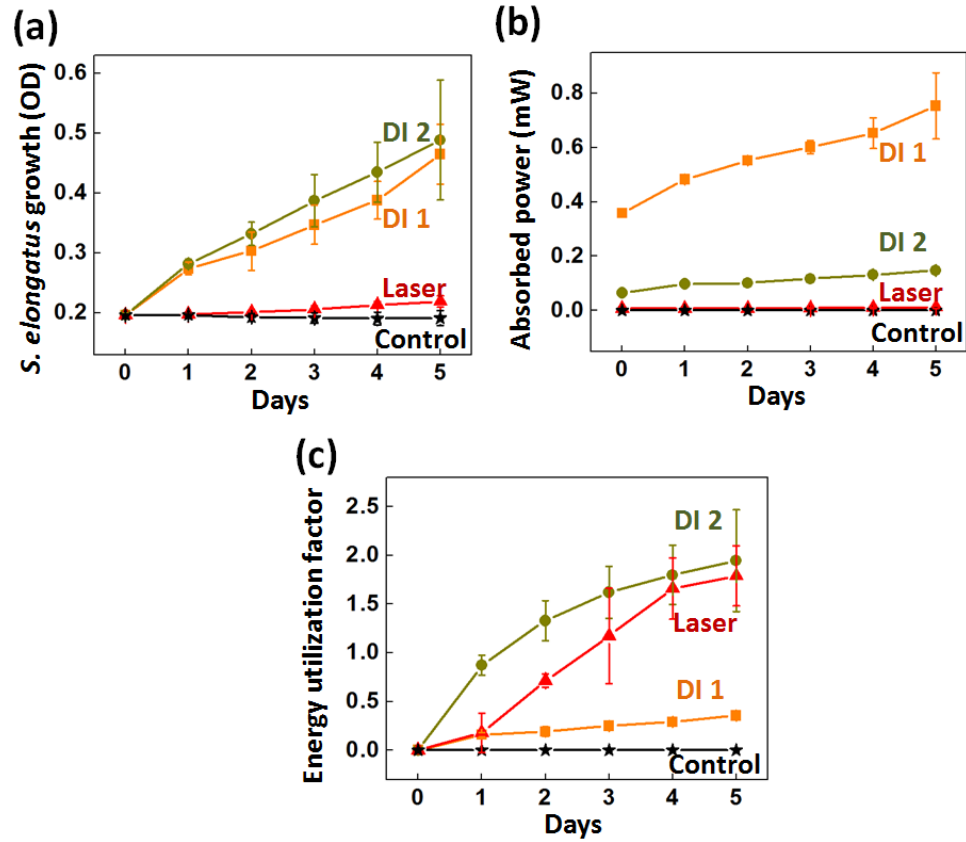 (a)
S. elongatus growth (OD)
0.6
0.5
0.4
0.3
0.2
DI 2
DI 1
Laser
Control
0 1 2 3 4 5
Days
(b)
Absorbed power (mW)
0.8
0.6
0.4
0.2
0.0
DI 1
DI 2
Laser
Control
0 1 2 3 4 5
Days
(c)
Energy utilization factor
2.5
2.0
1.5
1.0
0.5
0.0
DI 2
Laser
DI 1
Control
0 1 2 3 4 5
Days